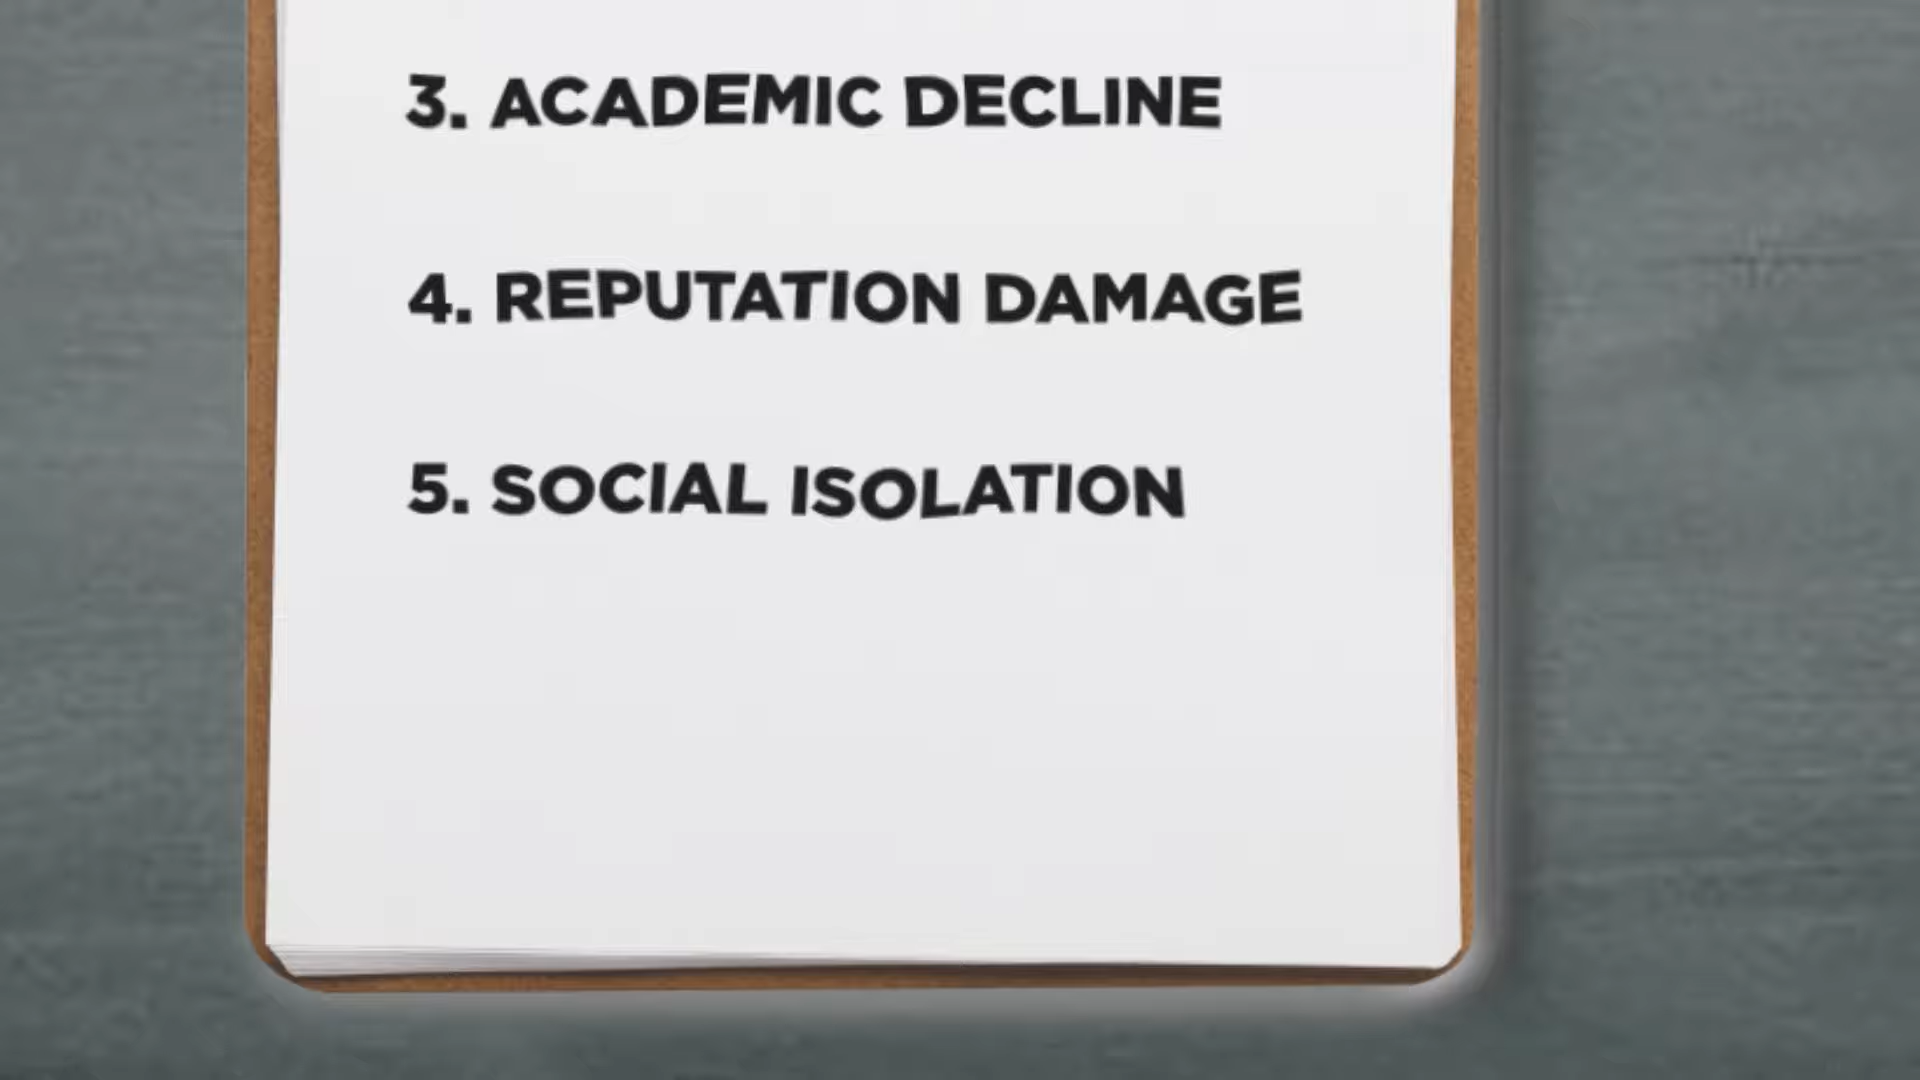 3. ACADEMIC DECLINE
4. REPUTATION DAMAGE
5. SOCIAL ISOLATION